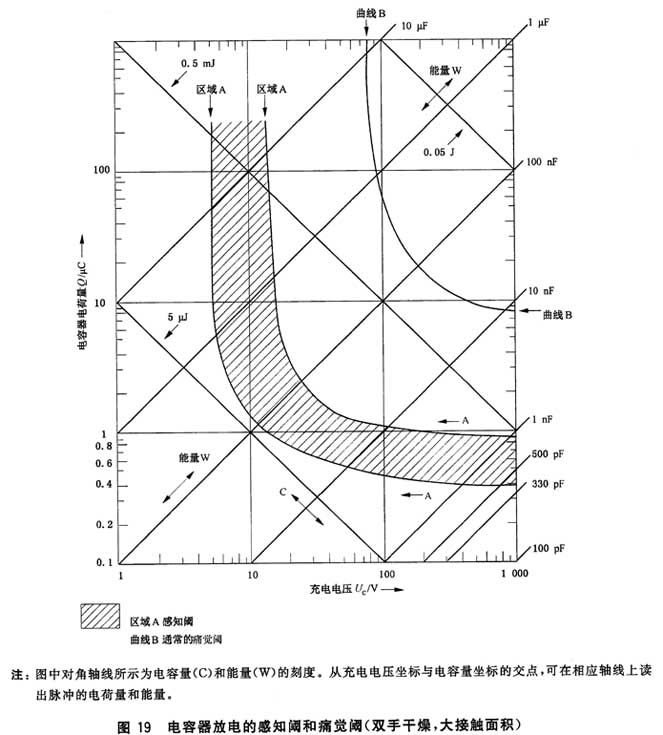 曲线B
10 μF
1 μF
0.5 mJ
区域A
区域A
能量W
0.05 J
100 nF
100
电容器电荷量Q/μC
10 nF
10
曲线B
5 μJ
A
1 nF
1
0.8
0.6
0.4
0.2
0.1
能量W
C
A
500 pF
330 pF
100 pF
1
10
100
1 000
充电电压Uc/V
区域A 感知阈
曲线B 通常的痛觉阈
注：图中对角轴线所示为电容量(C)和能量(W)的刻度。从充电电压坐标与电容量坐标的交点，可在相应轴线上读
出脉冲的电荷量和能量。
图 19 电容器放电的感知阈和痛觉阈(双手干燥，大接触面积)